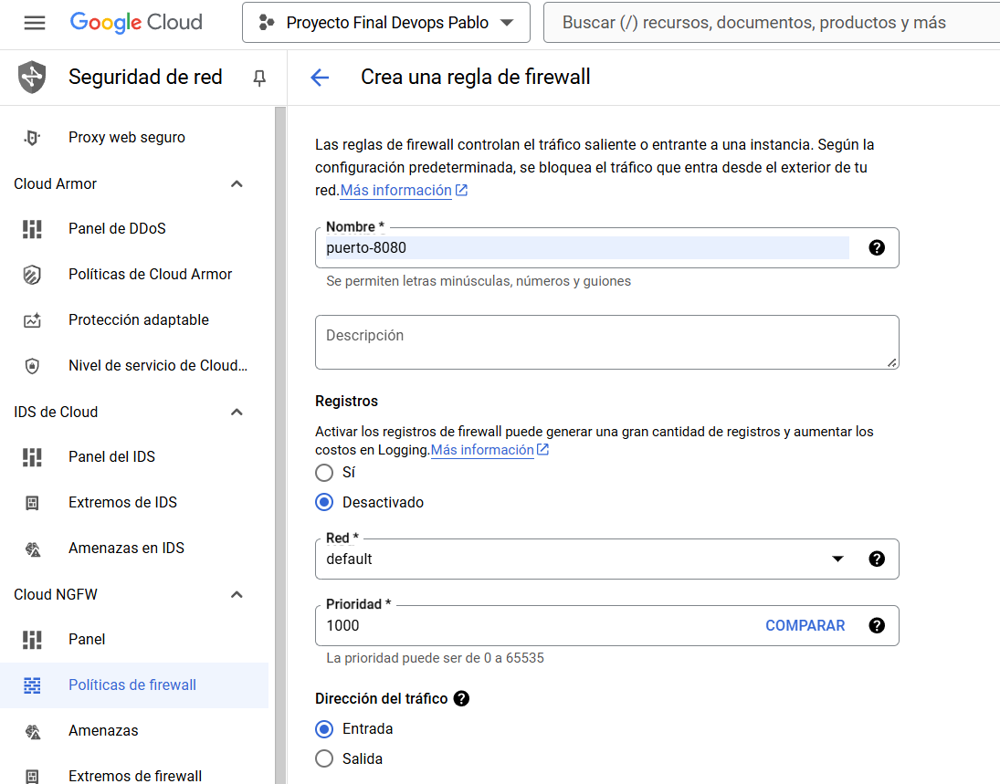 Google Cloud
Proyecto Final Devops Pablo
Buscar (/) recursos, documentos, productos y más
Seguridad de red
Crea una regla de firewall
Proxy web seguro
Cloud Armor
Panel de DDoS
Políticas de Cloud Armor
Protección adaptable
Nivel de servicio de Cloud...
IDS de Cloud
Panel del IDS
Extremos de IDS
Amenazas en IDS
Cloud NGFW
Panel
Políticas de firewall
Amenazas
Extremos de firewall
Las reglas de firewall controlan el tráfico saliente o entrante a una instancia. Según la
configuración predeterminada, se bloquea el tráfico que entra desde el exterior de tu
red.Más información
Nombre *
puerto-8080
Se permiten letras minúsculas, números y guiones
Descripción
Registros
Activar los registros de firewall puede generar una gran cantidad de registros y aumentar los
costos en Logging.Más información
Sí
Desactivado
Red *
default
Prioridad *
1000 COMPARAR
La prioridad puede ser de 0 a 65535
Dirección del tráfico
Entrada
Salida